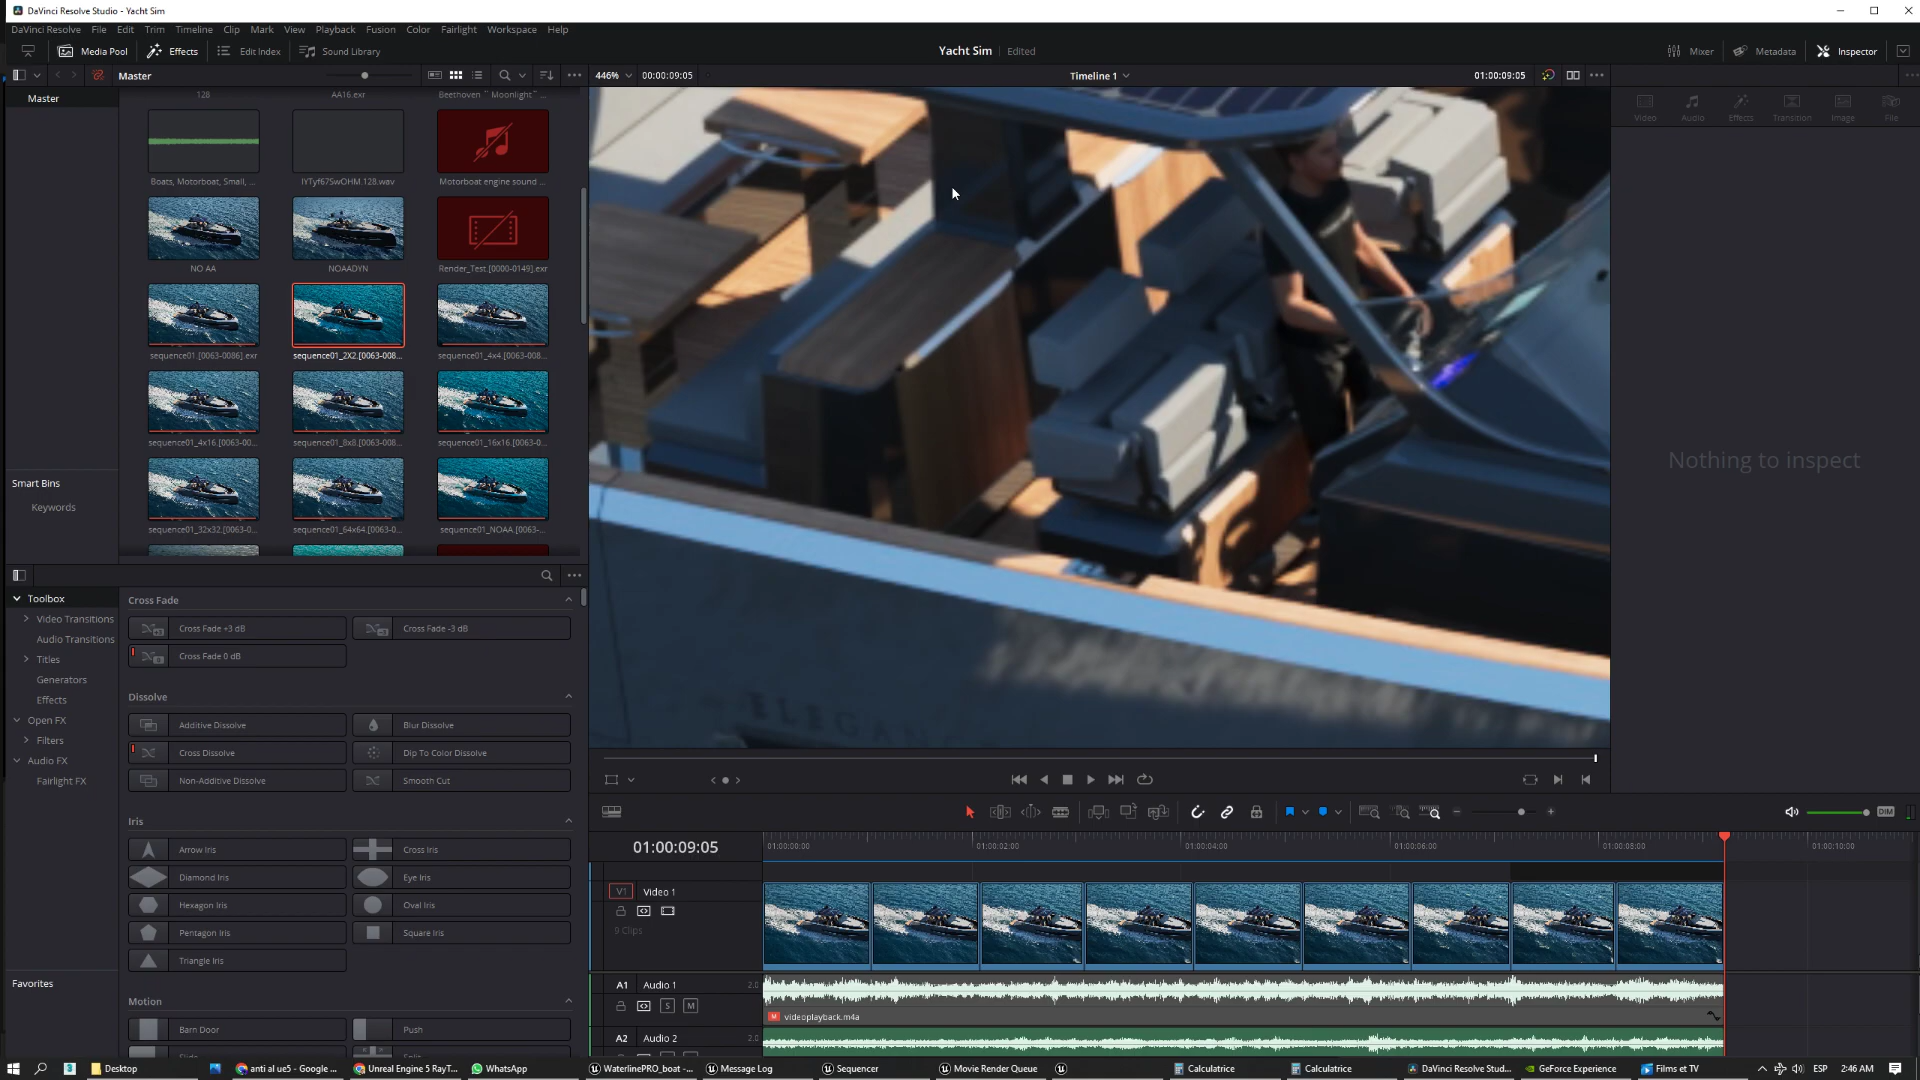 DaVinci Resolve Studio - Yacht Sim
DaVinci Resolve File Edit Trim Timeline Clip Mark View Playback Fusion Color Fairlight Workspace Help
Media Pool Effects Edit Index Sound Library
Yacht Sim Edited
Mixer Metadata Inspector
Master
446% 00:00:09:05
Timeline 1
01:00:09:05
Master
128 AA16.exr Beethoven " Moonlight" ...
Boats, Motorboat, Small, ... IYTyf67SwOHM.128.wav Motorboat engine sound ...
NO AA NOAADYN Render_Test.[0000-0149].exr
sequence01.[0063-0086].exr sequence01_2X2.[0063-008... sequence01_4x4.[0063-008...
sequence01_4x16.[0063-00... sequence01_8x8.[0063-008... sequence01_16x16.[0063-0...
sequence01_32x32.[0063-0... sequence01_64x64.[0063-0... sequence01_NOAA.[0063-...
Smart Bins
Keywords
Video Audio Effects Transition Image File
Nothing to inspect
ELEGAN
Toolbox
Video Transitions
Audio Transitions
Titles
Generators
Effects
Open FX
Filters
Audio FX
Fairlight FX
Favorites
Cross Fade
Cross Fade +3 dB Cross Fade -3 dB
Cross Fade 0 dB
Dissolve
Additive Dissolve Blur Dissolve
Cross Dissolve Dip To Color Dissolve
Non-Additive Dissolve Smooth Cut
Iris
Arrow Iris Cross Iris
Diamond Iris Eye Iris
Hexagon Iris Oval Iris
Pentagon Iris Square Iris
Triangle Iris
Motion
Barn Door Push
Slide Split
DIM
01:00:09:05
01:00:00:00 01:00:02:00 01:00:04:00 01:00:06:00 01:00:08:00 01:00:10:00
V1 Video 1
9 Clips
A1 Audio 1 2.0
S M
videoplayback.m4a
A2 Audio 2 2.0
Desktop anti al ue5 - Google ... Unreal Engine 5 RayT... WhatsApp WaterlinePRO_boat -... Message Log Sequencer Movie Render Queue Calculatrice Calculatrice DaVinci Resolve Stud... GeForce Experience Films et TV ESP 2:46 AM